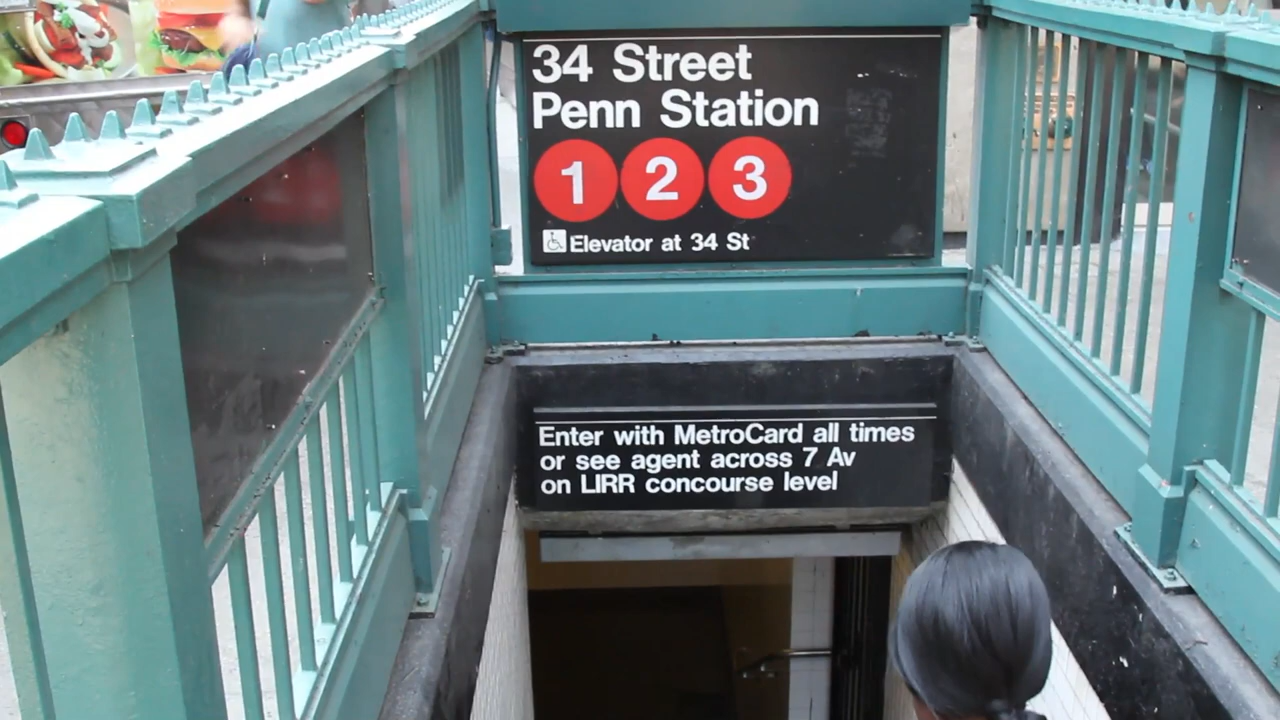 34 Street
Penn Station
1 2 3
Elevator at 34 St
Enter with MetroCard all times
or see agent across 7 Av
on LIRR concourse level